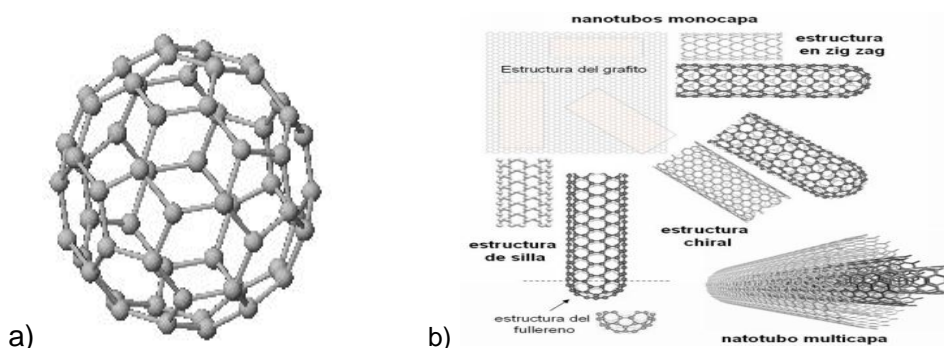 a)
b)
nanotubos monocapa
estructura
en zig zag
Estructura del grafito
estructura
de silla
estructura
chiral
estructura del
fullereno
natotubo multicapa